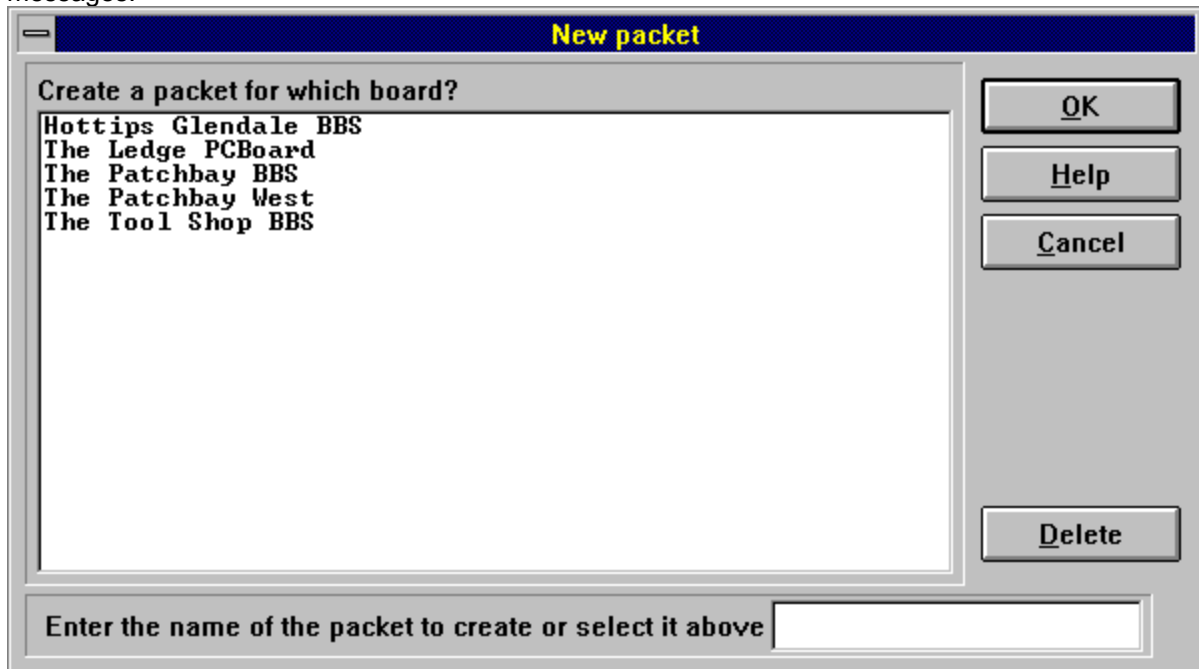 messages.
New packet
Create a packet for which board?
Hottips Glendale BBS
The Ledge PCBoard
The Patchbay BBS
The Patchbay West
The Tool Shop BBS
OK
Help
Cancel
Delete
Enter the name of the packet to create or select it above